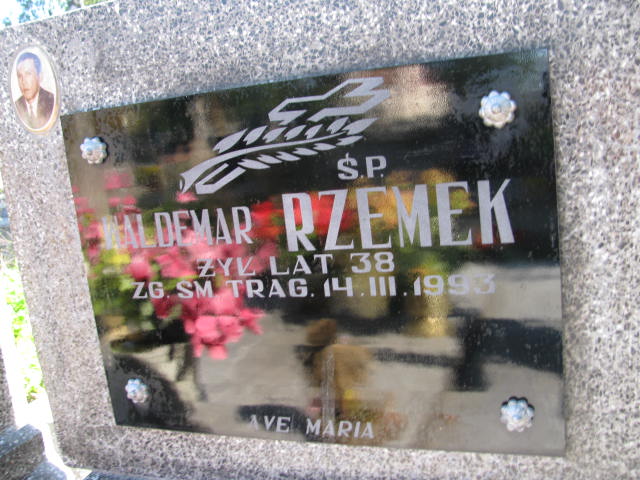 Ś.P.
WALDEMAR RZEMEK
ŻYŁ LAT 38
ZG. SM. TRAG. 14.III.1993
AVE MARIA